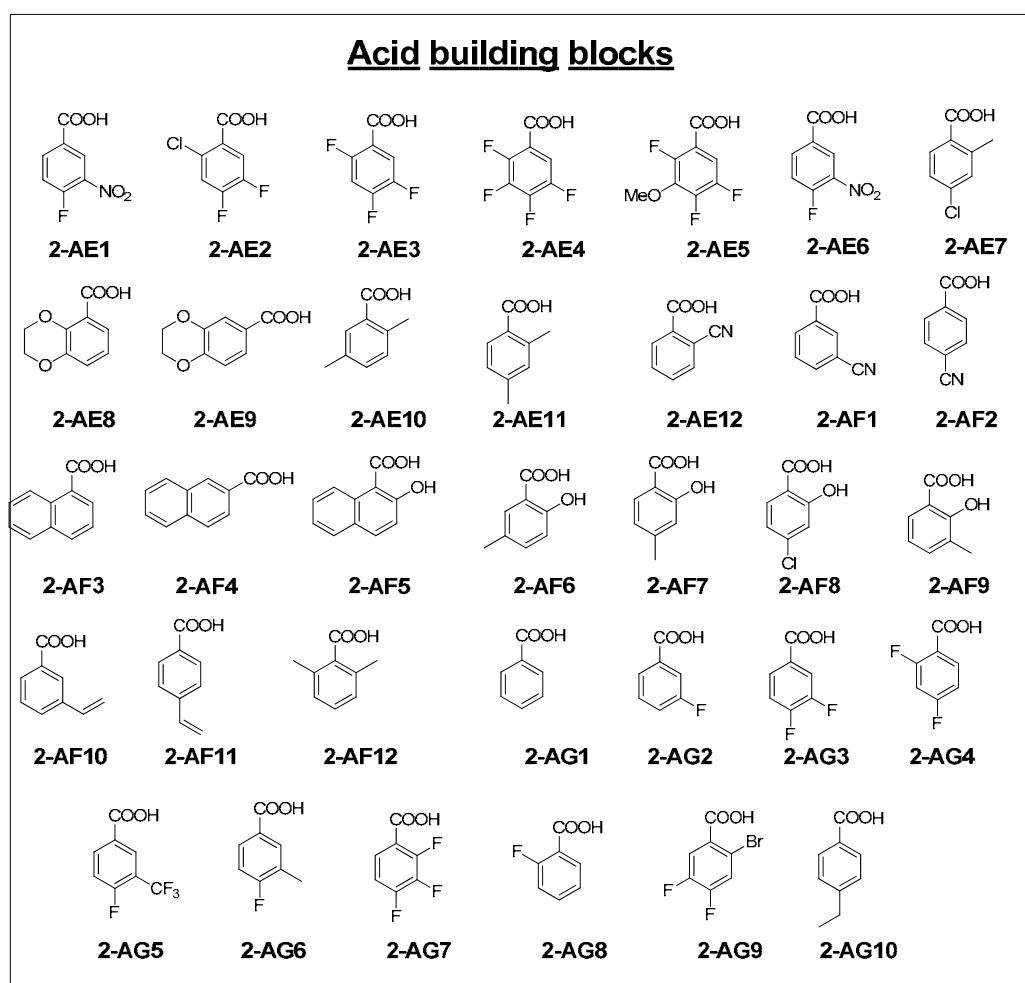 Acid building blocks
COOH COOH COOH COOH COOH COOH COOH
Cl F F F
NO2 F F F F MeO F NO2
F F F F F F Cl
2-AE1 2-AE2 2-AE3 2-AE4 2-AE5 2-AE6 2-AE7
COOH COOH COOH COOH COOH COOH COOH
O O CN
O O CN CN
2-AE8 2-AE9 2-AE10 2-AE11 2-AE12 2-AF1 2-AF2
COOH COOH COOH COOH COOH COOH COOH
OH OH OH OH OH
Cl
2-AF3 2-AF4 2-AF5 2-AF6 2-AF7 2-AF8 2-AF9
COOH COOH COOH COOH COOH COOH COOH
F
F F F F
2-AF10 2-AF11 2-AF12 2-AG1 2-AG2 2-AG3 2-AG4
COOH COOH COOH COOH COOH COOH
F F Br
CF3 F F
F F F F
2-AG5 2-AG6 2-AG7 2-AG8 2-AG9 2-AG10